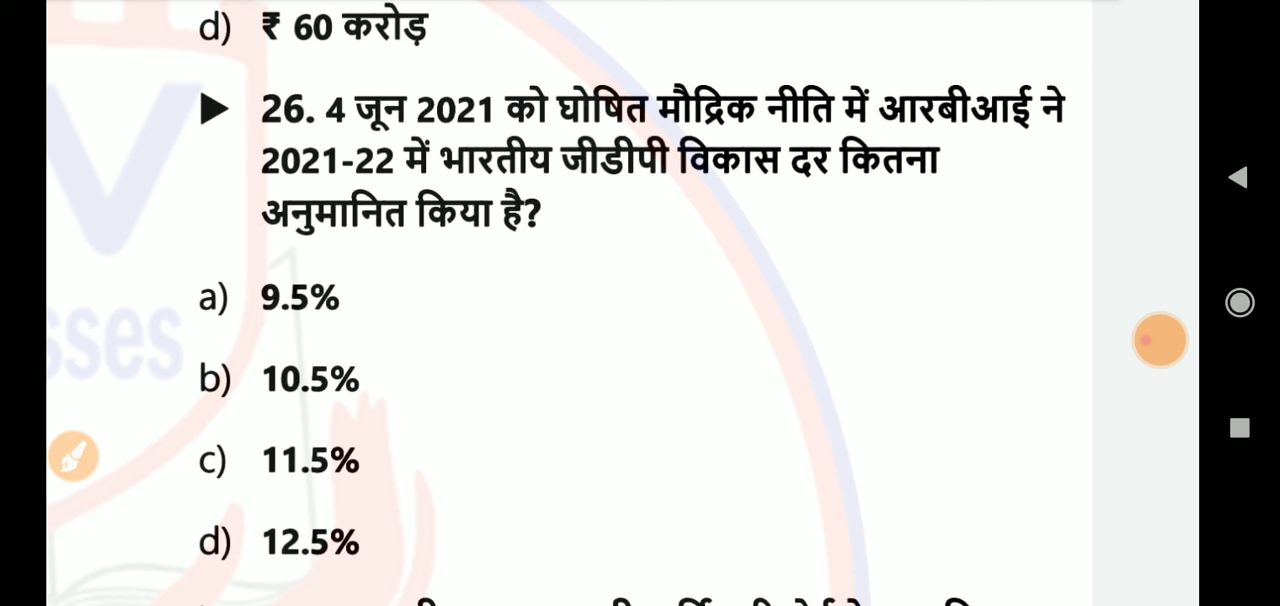 d) ₹ 60 करोड़
▶ 26. 4 जून 2021 को घोषित मौद्रिक नीति में आरबीआई ने
2021-22 में भारतीय जीडीपी विकास दर कितना
अनुमानित किया है?
a) 9.5%
b) 10.5%
sses
c) 11.5%
d) 12.5%